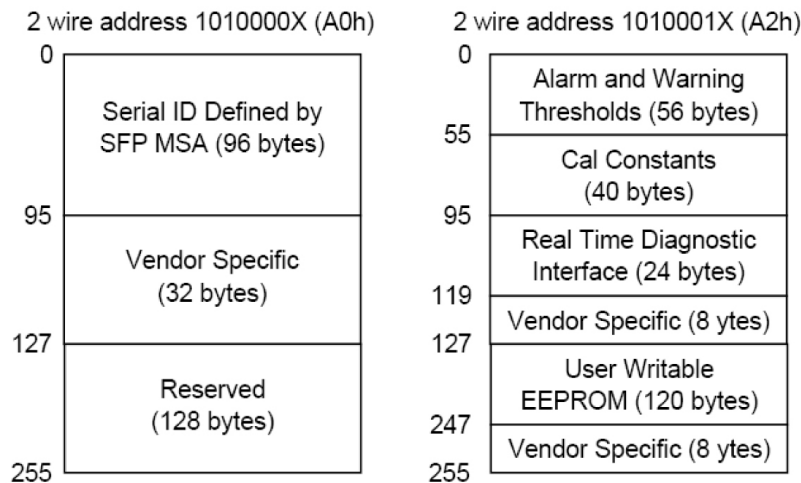 2 wire address 1010000X (A0h)
0
Serial ID Defined by
SFP MSA (96 bytes)
95
Vendor Specific
(32 bytes)
127
Reserved
(128 bytes)
255
2 wire address 1010001X (A2h)
0
Alarm and Warning
Thresholds (56 bytes)
55
Cal Constants
(40 bytes)
95
Real Time Diagnostic
Interface (24 bytes)
119
Vendor Specific (8 ytes)
127
User Writable
EEPROM (120 bytes)
247
Vendor Specific (8 ytes)
255